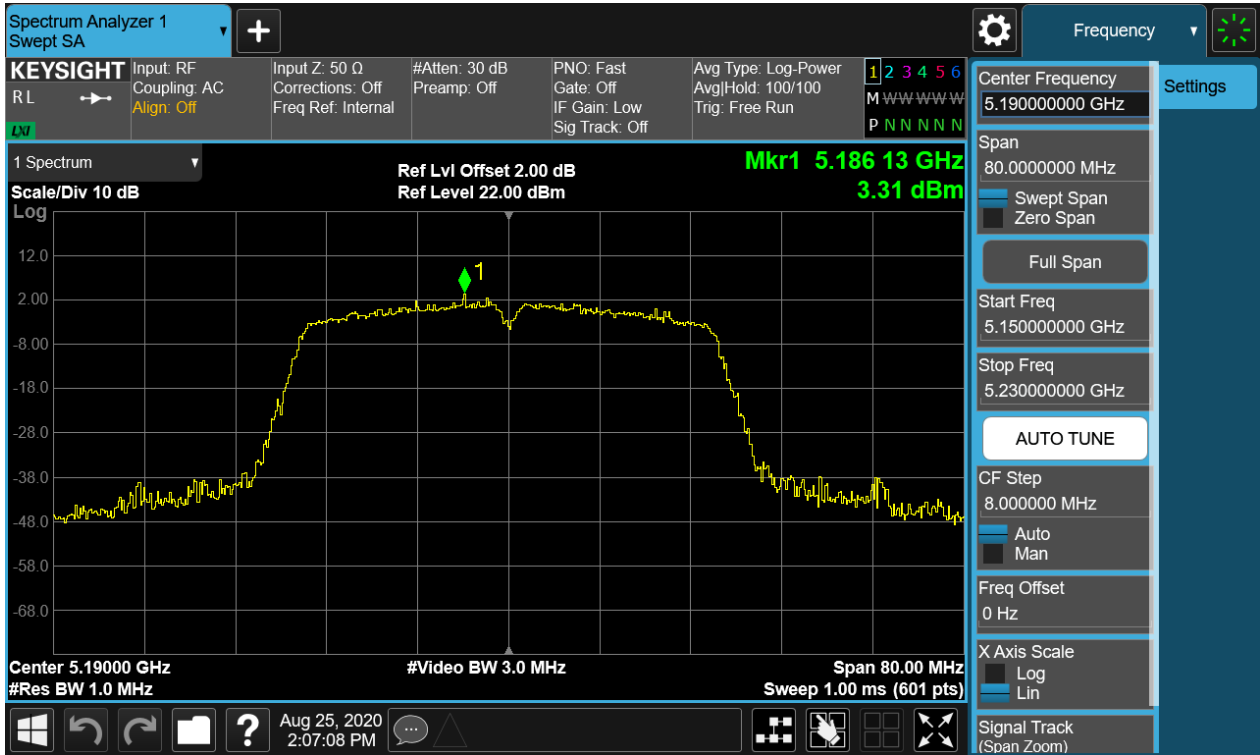 Spectrum Analyzer 1
Swept SA
+
Frequency
KEYSIGHT
R L
LXI
Input: RF
Coupling: AC
Align: Off
Input Z: 50 Ω
Corrections: Off
Freq Ref: Internal
#Atten: 30 dB
Preamp: Off
PNO: Fast
Gate: Off
IF Gain: Low
Sig Track: Off
Avg Type: Log-Power
Avg|Hold: 100/100
Trig: Free Run
1 2 3 4 5 6
M W W W W W
P N N N N N
1 Spectrum
Scale/Div 10 dB
Log
Ref Lvl Offset 2.00 dB
Ref Level 22.00 dBm
Mkr1 5.186 13 GHz
3.31 dBm
1
12.0
2.00
-8.00
-18.0
-28.0
-38.0
-48.0
-58.0
-68.0
Center 5.19000 GHz
#Res BW 1.0 MHz
#Video BW 3.0 MHz
Span 80.00 MHz
Sweep 1.00 ms (601 pts)
Center Frequency
5.190000000 GHz
Span
80.0000000 MHz
Swept Span
Zero Span
Full Span
Start Freq
5.150000000 GHz
Stop Freq
5.230000000 GHz
AUTO TUNE
CF Step
8.000000 MHz
Auto
Man
Freq Offset
0 Hz
X Axis Scale
Log
Lin
Signal Track
(Span Zoom)
Settings
?
Aug 25, 2020
2:07:08 PM